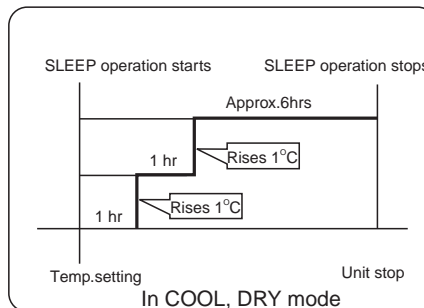 SLEEP operation starts
SLEEP operation stops
Approx.6hrs
1 hr
Rises 1°C
1 hr
Rises 1°C
Temp.setting
Unit stop
In COOL, DRY mode